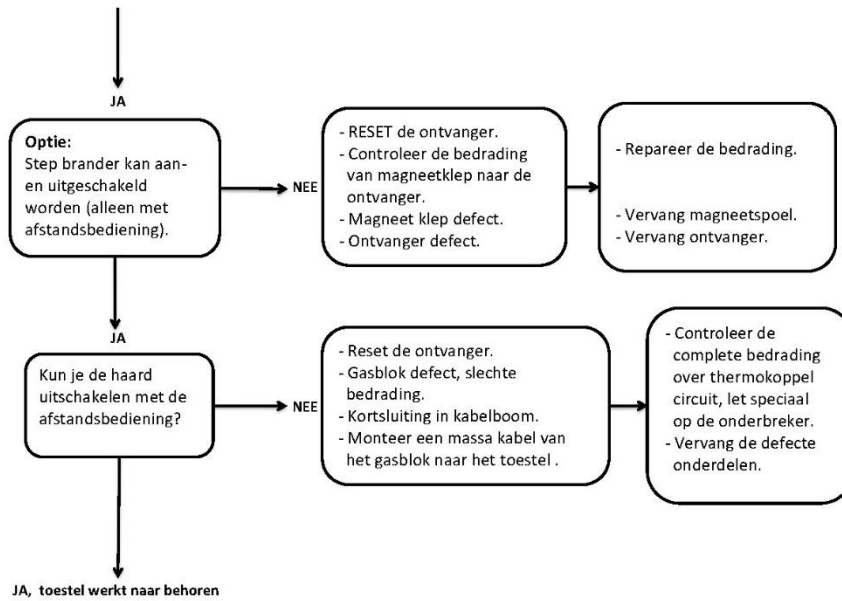 JA
Optie:
Step brander kan aan-
en uitgeschakeld
worden (alleen met
afstandsbediening).
NEE
- RESET de ontvanger.
- Controleer de bedrading
van magneetklep naar de
ontvanger.
- Magneet klep defect.
- Ontvanger defect.
- Repareer de bedrading.
- Vervang magneetspoel.
- Vervang ontvanger.
JA
Kun je de haard
uitschakelen met de
afstandsbediening?
NEE
- Reset de ontvanger.
- Gasblok defect, slechte
bedrading.
- Kortsluiting in kabelboom.
- Monteer een massa kabel van
het gasblok naar het toestel .
- Controleer de
complete bedrading
over thermokoppel
circuit, let speciaal
op de onderbreker.
- Vervang de defecte
onderdelen.
JA, toestel werkt naar behoren